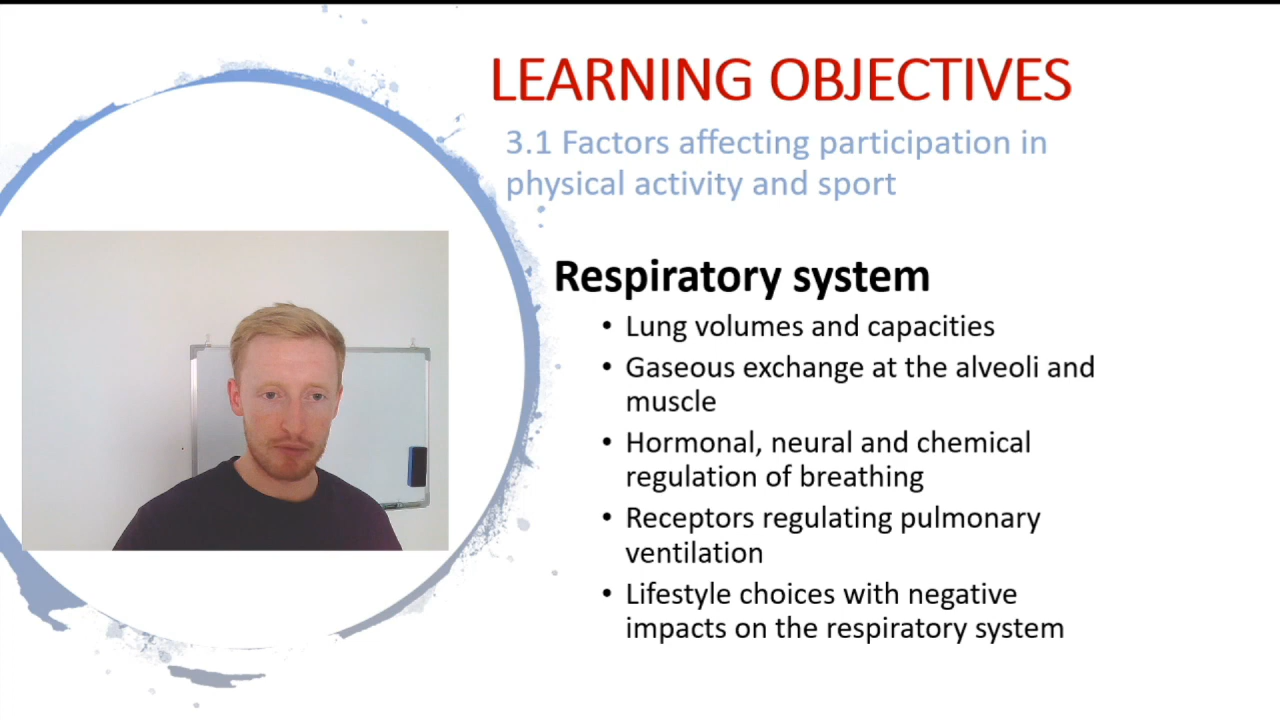 LEARNING OBJECTIVES
3.1 Factors affecting participation in
physical activity and sport
Respiratory system
• Lung volumes and capacities
• Gaseous exchange at the alveoli and
muscle
• Hormonal, neural and chemical
regulation of breathing
• Receptors regulating pulmonary
ventilation
• Lifestyle choices with negative
impacts on the respiratory system